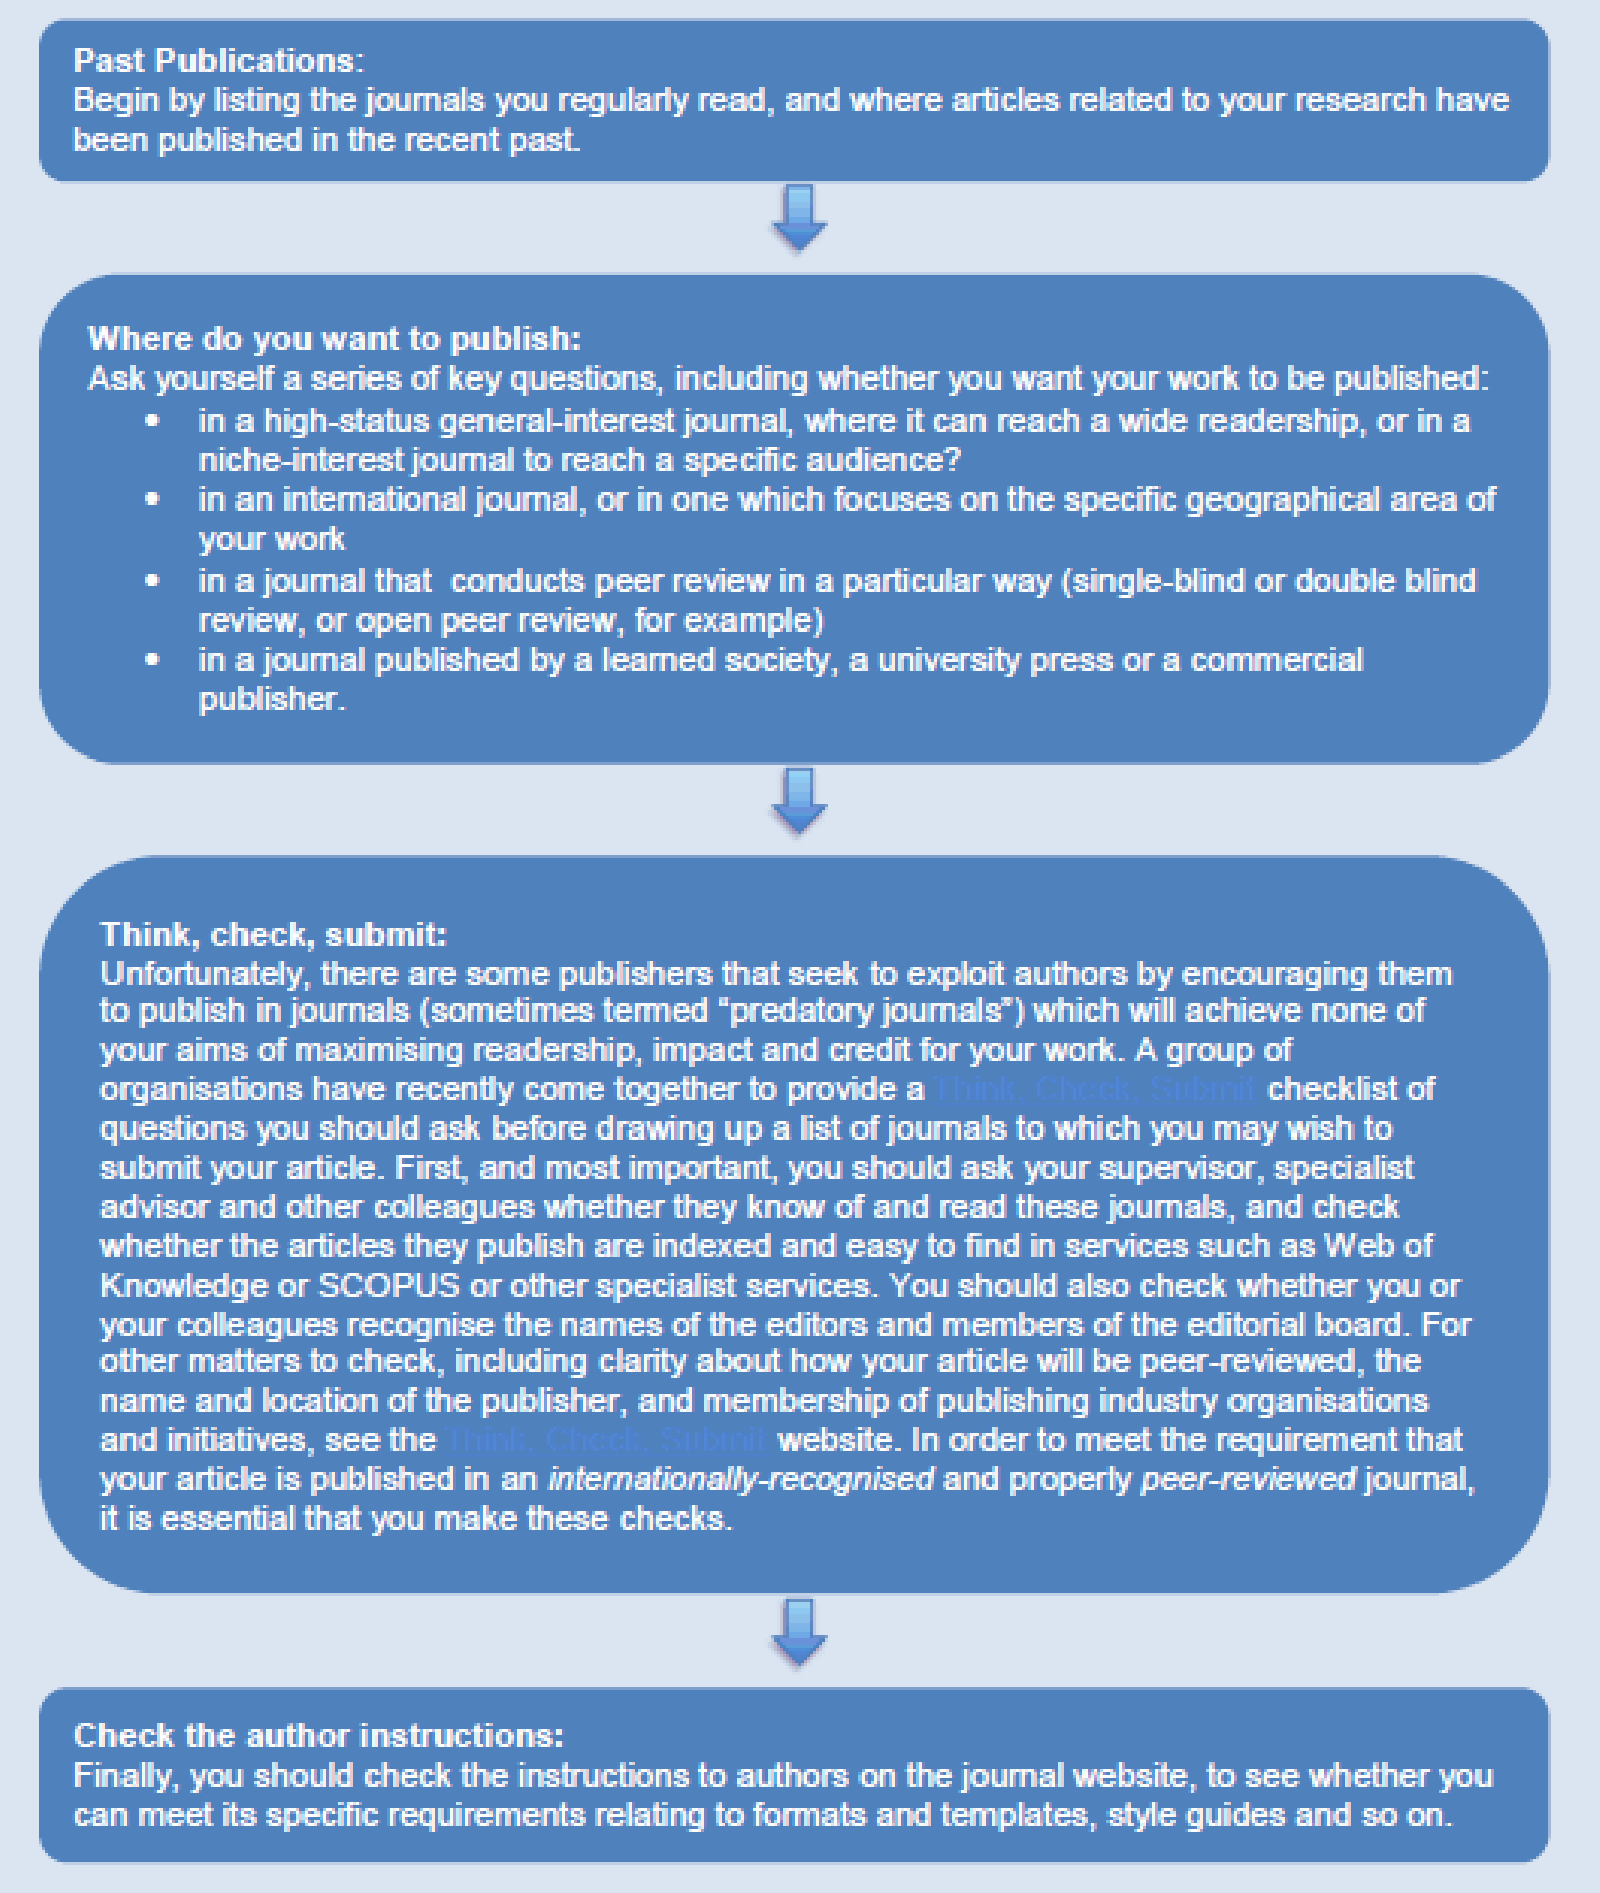 Past Publications:
Begin by listing the journals you regularly read, and where articles related to your research have
been published in the recent past.
Where do you want to publish:
Ask yourself a series of key questions, including whether you want your work to be published:
• in a high-status general-interest journal, where it can reach a wide readership, or in a
niche-interest journal to reach a specific audience?
• in an international journal, or in one which focuses on the specific geographical area of
your work
• in a journal that  conducts peer review in a particular way (single-blind or double blind
review, or open peer review, for example)
• in a journal published by a learned society, a university press or a commercial
publisher.
Think, check, submit:
Unfortunately, there are some publishers that seek to exploit authors by encouraging them
to publish in journals (sometimes termed "predatory journals") which will achieve none of
your aims of maximising readership, impact and credit for your work. A group of
organisations have recently come together to provide a Think, Check, Submit checklist of
questions you should ask before drawing up a list of journals to which you may wish to
submit your article. First, and most important, you should ask your supervisor, specialist
advisor and other colleagues whether they know of and read these journals, and check
whether the articles they publish are indexed and easy to find in services such as Web of
Knowledge or SCOPUS or other specialist services. You should also check whether you or
your colleagues recognise the names of the editors and members of the editorial board. For
other matters to check, including clarity about how your article will be peer-reviewed, the
name and location of the publisher, and membership of publishing industry organisations
and initiatives, see the Think, Check, Submit website. In order to meet the requirement that
your article is published in an internationally-recognised and properly peer-reviewed journal,
it is essential that you make these checks.
Check the author instructions:
Finally, you should check the instructions to authors on the journal website, to see whether you
can meet its specific requirements relating to formats and templates, style guides and so on.